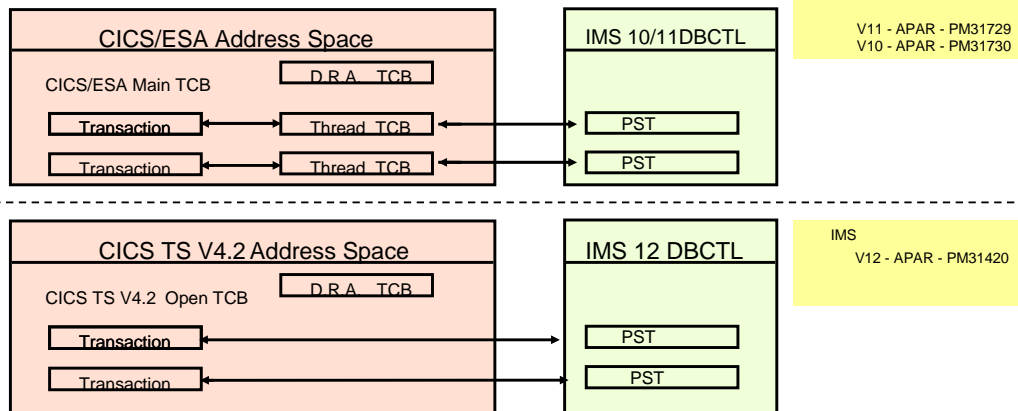 CICS/ESA Address Space
CICS/ESA Main TCB
D.R.A. TCB
Transaction
Thread TCB
Transaction
Thread TCB
IMS 10/11DBCTL
PST
PST
V11 - APAR - PM31729
V10 - APAR - PM31730
CICS TS V4.2 Address Space
CICS TS V4.2 Open TCB
D.R.A. TCB
Transaction
Transaction
IMS 12 DBCTL
PST
PST
IMS
V12 - APAR - PM31420